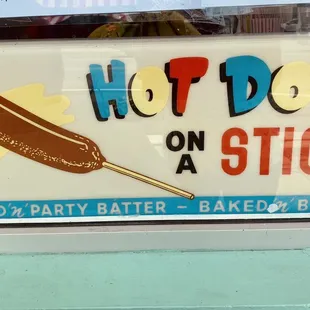 HOT DO
ON
A
STIC
D 'N' PARTY BATTER - BAKED 'N' B